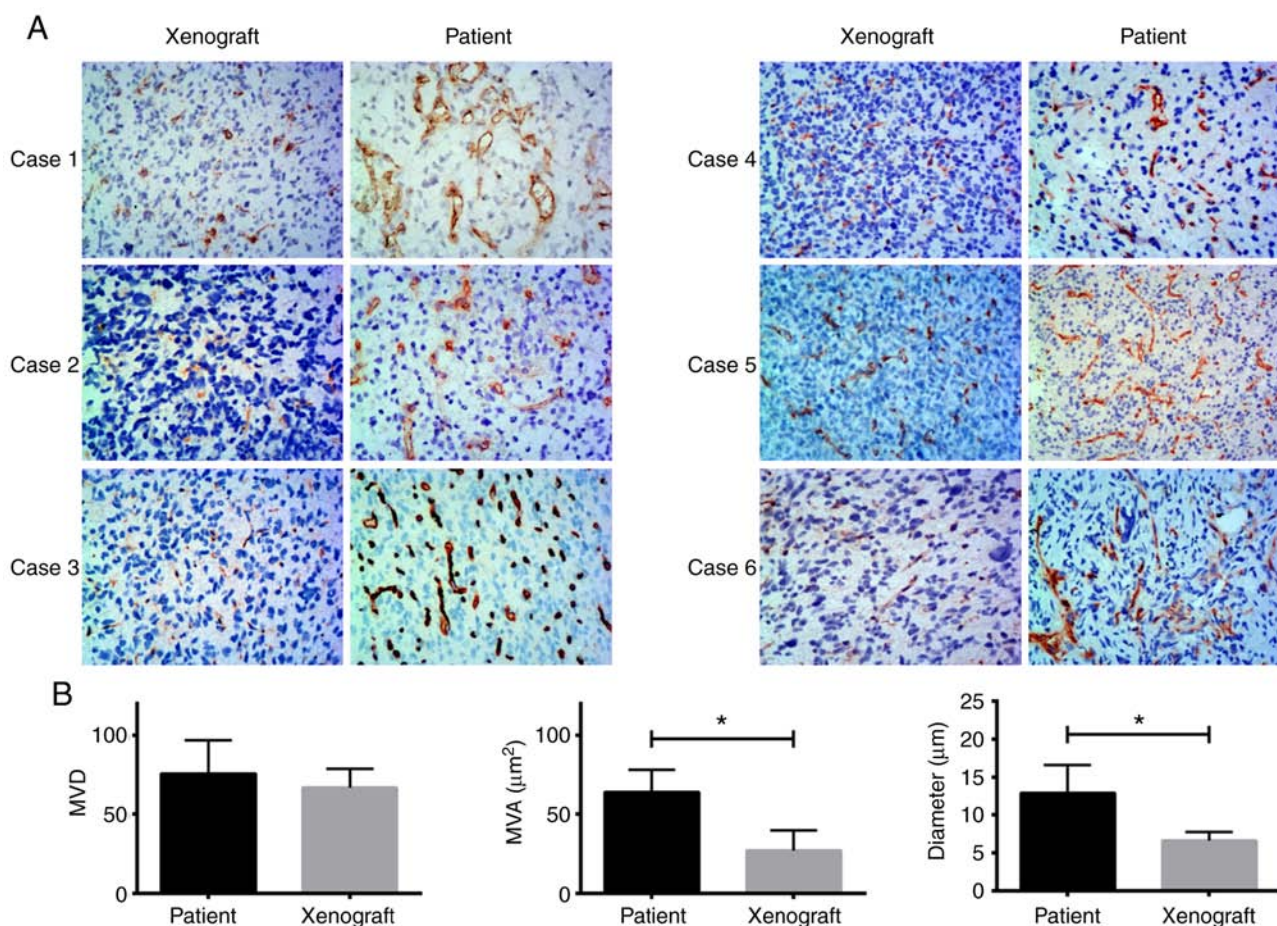 A
Xenograft Patient Xenograft Patient
Case 1 Case 4
Case 2 Case 5
Case 3 Case 6
B
MVD
100
50
0
Patient Xenograft
MVA (μm²)
100
50
0
*
Patient Xenograft
Diameter (μm)
25
20
15
10
5
0
*
Patient Xenograft